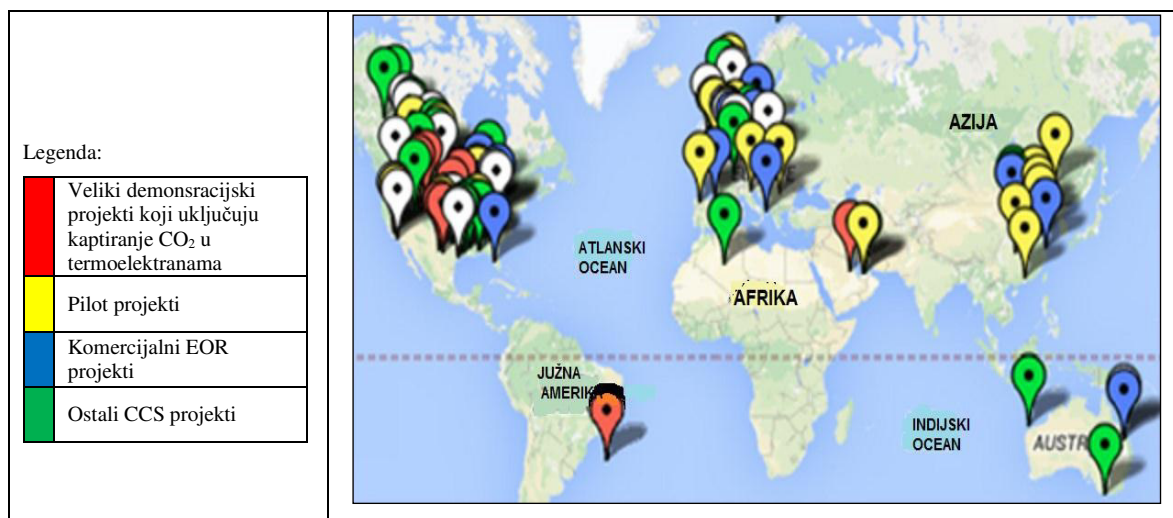 Legenda:
Veliki demonsracijski
projekti koji uključuju
kaptiranje CO₂ u
termoelektranama
Pilot projekti
Komercijalni EOR
projekti
Ostali CCS projekti
AZIJA
ATLANSKI
OCEAN
AFRIKA
JUŽNA
AMERIKA
INDIJSKI
OCEAN
AUSTR